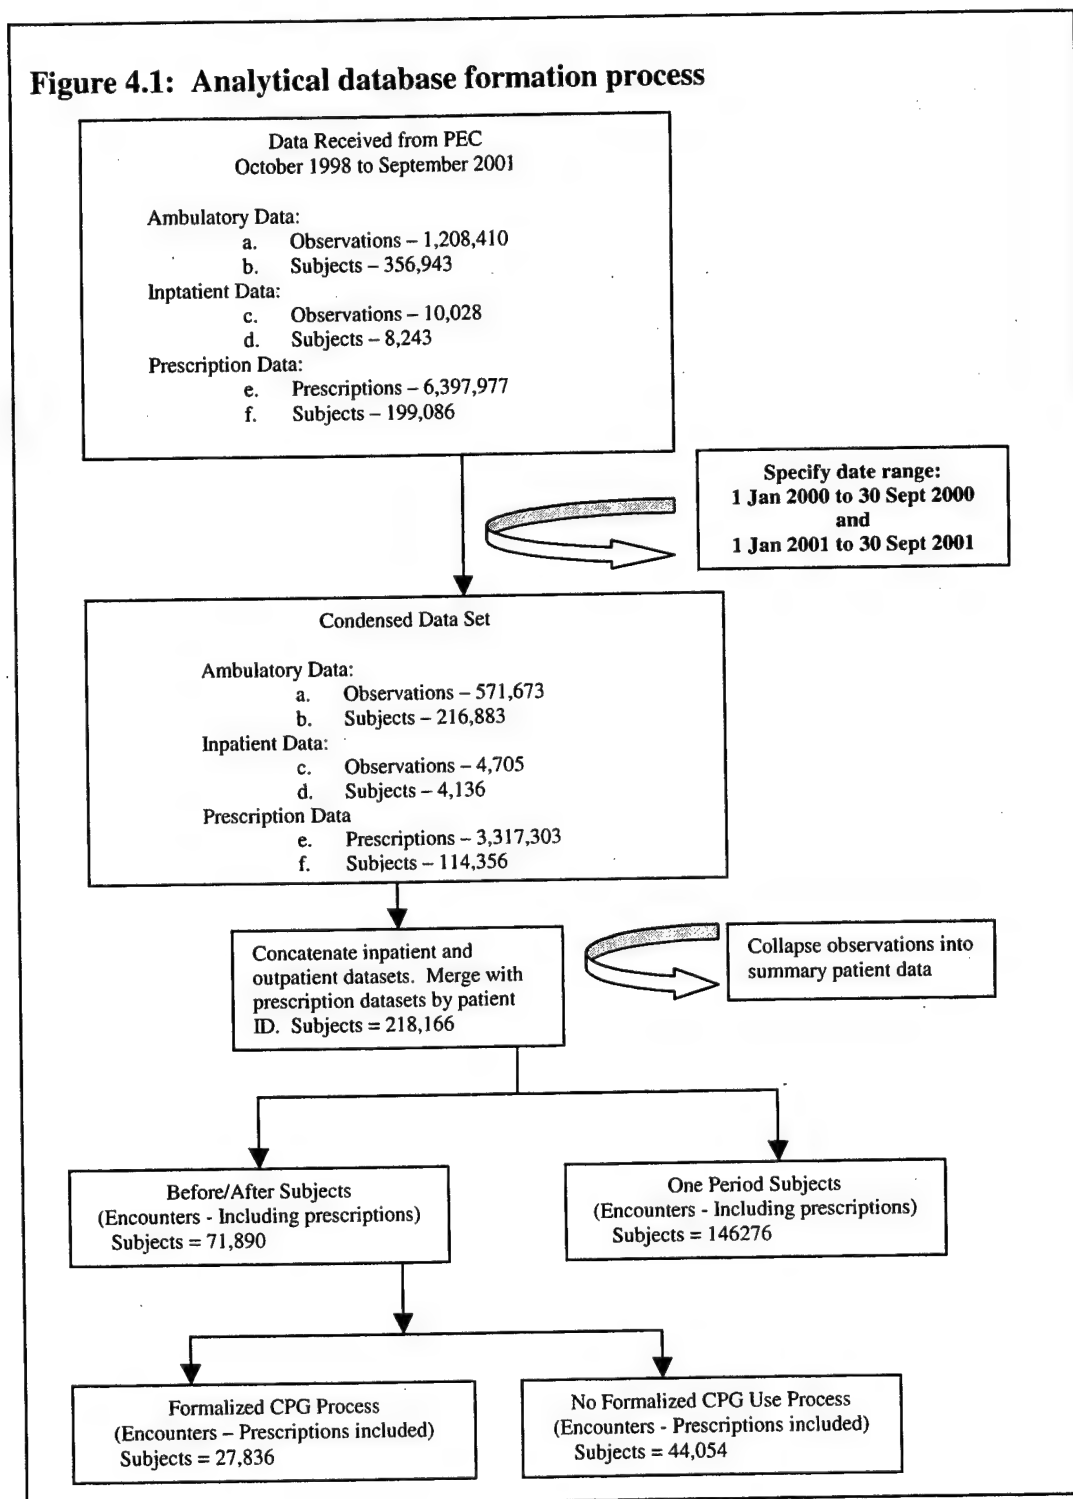 Figure 4.1: Analytical database formation process
Data Received from PEC
October 1998 to September 2001
Ambulatory Data:
a. Observations – 1,208,410
b. Subjects – 356,943
Inptatient Data:
c. Observations – 10,028
d. Subjects – 8,243
Prescription Data:
e. Prescriptions – 6,397,977
f. Subjects – 199,086
Specify date range:
1 Jan 2000 to 30 Sept 2000
and
1 Jan 2001 to 30 Sept 2001
Condensed Data Set
Ambulatory Data:
a. Observations – 571,673
b. Subjects – 216,883
Inpatient Data:
c. Observations – 4,705
d. Subjects – 4,136
Prescription Data
e. Prescriptions – 3,317,303
f. Subjects – 114,356
Concatenate inpatient and
outpatient datasets. Merge with
prescription datasets by patient
ID. Subjects = 218,166
Collapse observations into
summary patient data
Before/After Subjects
(Encounters - Including prescriptions)
Subjects = 71,890
One Period Subjects
(Encounters - Including prescriptions)
Subjects = 146276
Formalized CPG Process
(Encounters – Prescriptions included)
Subjects = 27,836
No Formalized CPG Use Process
(Encounters - Prescriptions included)
Subjects = 44,054